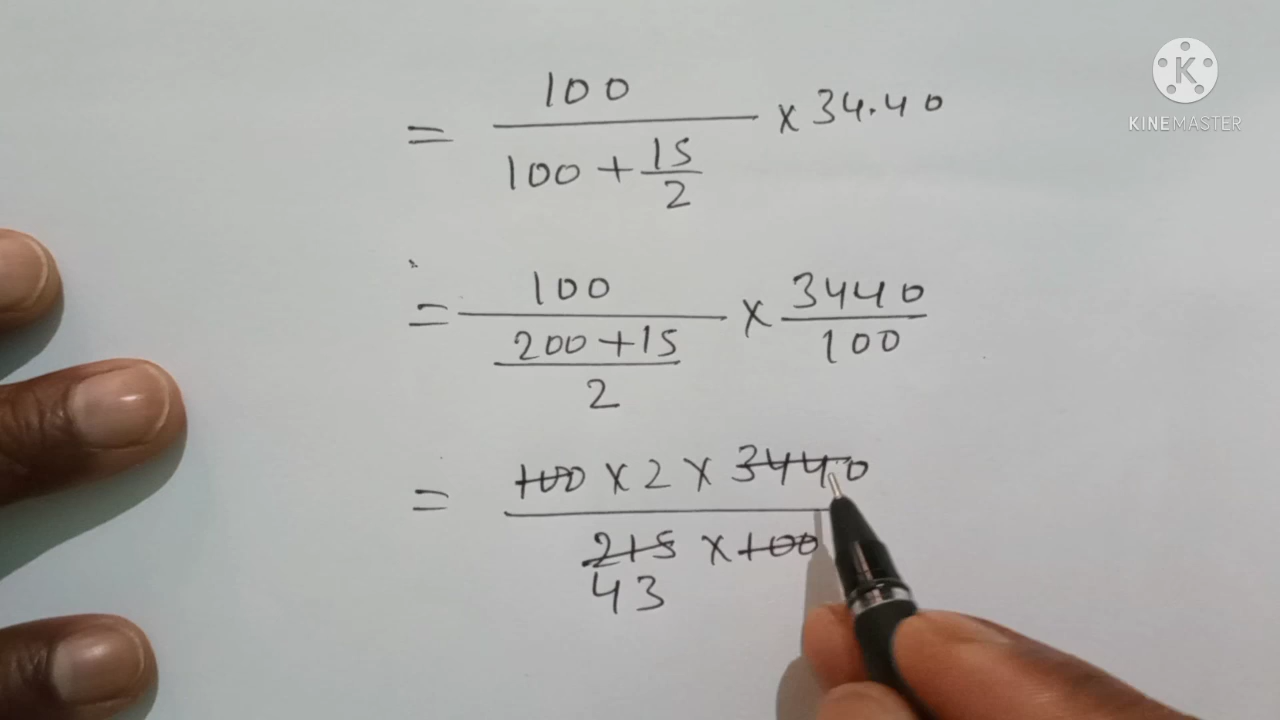 = 100 / (100 + 15/2) × 34.40
= 100 / ((200 + 15)/2) × 3440/100
= (100 × 2 × 3440) / (215 × 100)
43
K
KINEMASTER